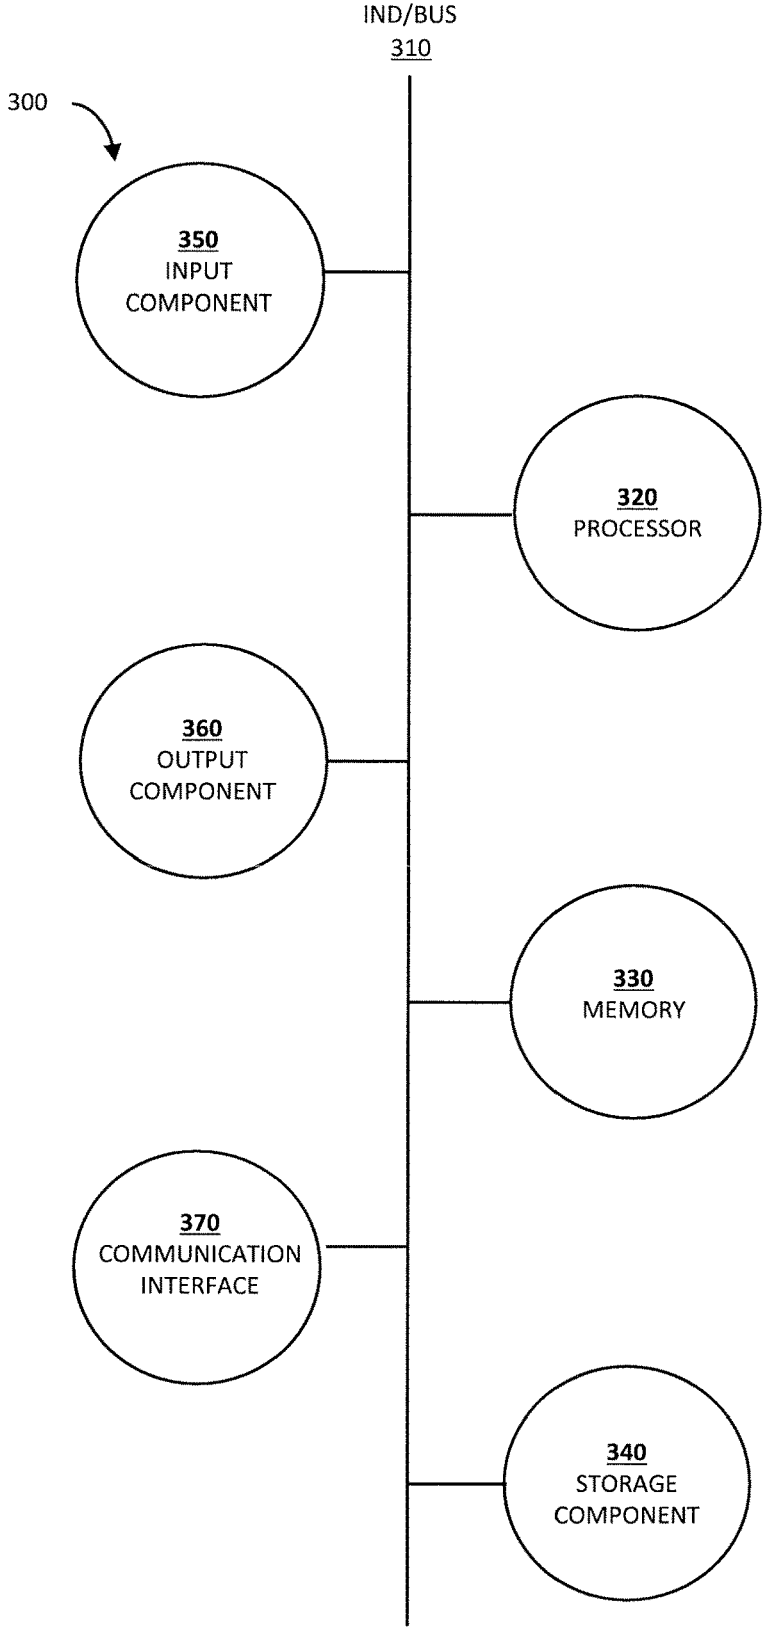 IND/BUS
310
300
350
INPUT
COMPONENT
320
PROCESSOR
360
OUTPUT
COMPONENT
330
MEMORY
370
COMMUNICATION
INTERFACE
340
STORAGE
COMPONENT